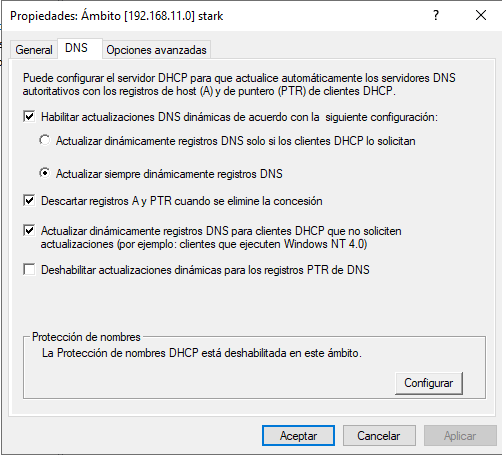 Propiedades: Ámbito [192.168.11.0] stark
General DNS Opciones avanzadas
Puede configurar el servidor DHCP para que actualice automáticamente los servidores DNS
autoritativos con los registros de host (A) y de puntero (PTR) de clientes DHCP.
Habilitar actualizaciones DNS dinámicas de acuerdo con la siguiente configuración:
Actualizar dinámicamente registros DNS solo si los clientes DHCP lo solicitan
Actualizar siempre dinámicamente registros DNS
Descartar registros A y PTR cuando se elimine la concesión
Actualizar dinámicamente registros DNS para clientes DHCP que no soliciten
actualizaciones (por ejemplo: clientes que ejecuten Windows NT 4.0)
Deshabilitar actualizaciones dinámicas para los registros PTR de DNS
Protección de nombres
La Protección de nombres DHCP está deshabilitada en este ámbito.
Configurar
Aceptar Cancelar Aplicar